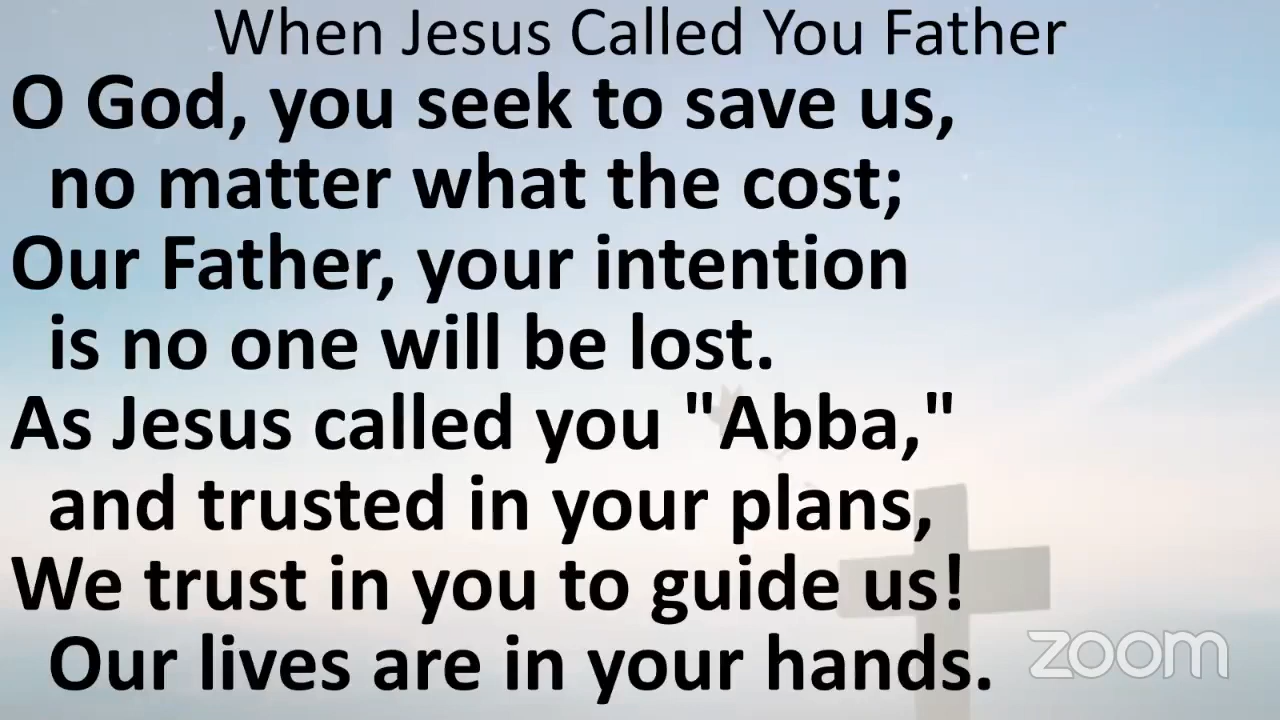 When Jesus Called You Father
O God, you seek to save us,
no matter what the cost;
Our Father, your intention
is no one will be lost.
As Jesus called you "Abba,"
and trusted in your plans,
We trust in you to guide us!
Our lives are in your hands.
zoom